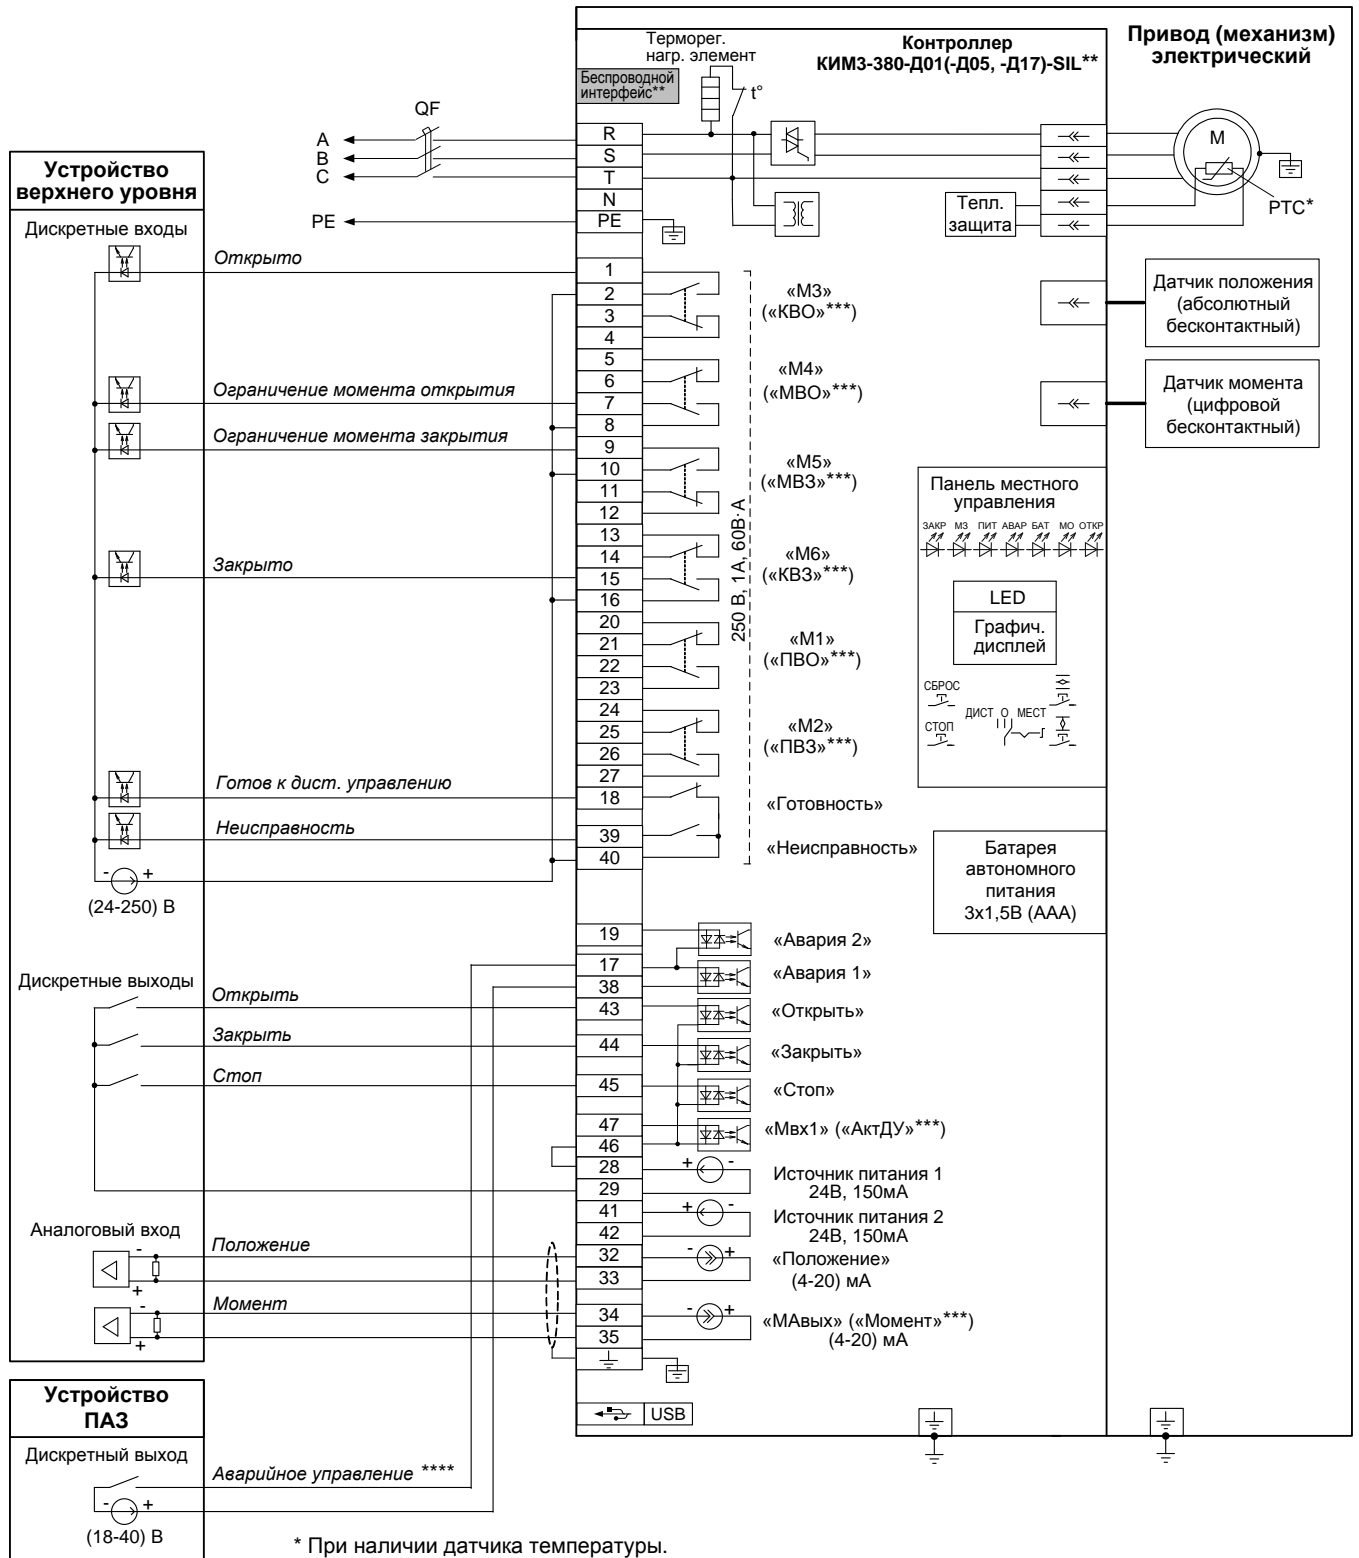 Привод (механизм)
электрический
Контроллер
КИМ3-380-Д01(-Д05, -Д17)-SIL**
Терморег.
нагр. элемент
Беспроводной
интерфейс**
t°
QF
A
B
C
PE
R
S
T
N
PE
M
PTC*
Тепл.
защита
Устройство
верхнего уровня
Дискретные входы
Открыто
Ограничение момента открытия
Ограничение момента закрытия
Закрыто
Готов к дист. управлению
Неисправность
- +
(24-250) В
1
2
3
4
5
6
7
8
9
10
11
12
13
14
15
16
20
21
22
23
24
25
26
27
18
39
40
«М3»
(«КВО»***)
«М4»
(«МВО»***)
«М5»
(«МВЗ»***)
«М6»
(«КВЗ»***)
«М1»
(«ПВО»***)
«М2»
(«ПВЗ»***)
«Готовность»
«Неисправность»
250 В, 1А, 60В·А
Датчик положения
(абсолютный
бесконтактный)
Датчик момента
(цифровой
бесконтактный)
Панель местного
управления
ЗАКР МЗ ПИТ АВАР БАТ МО ОТКР
LED
Графич.
дисплей
СБРОС
СТОП
ДИСТ О МЕСТ
Батарея
автономного
питания
3х1,5В (ААА)
Дискретные выходы
Открыть
Закрыть
Стоп
19
17
38
43
44
45
47
46
28
29
41
42
32
33
34
35
«Авария 2»
«Авария 1»
«Открыть»
«Закрыть»
«Стоп»
«Мвх1» («АктДУ»***)
+ -
Источник питания 1
24В, 150мА
+ -
Источник питания 2
24В, 150мА
- +
«Положение»
(4-20) мА
- +
«МАвых» («Момент»***)
(4-20) мА
Аналоговый вход
-
+
Положение
-
+
Момент
USB
Устройство
ПАЗ
Дискретный выход
Аварийное управление ****
- +
(18-40) В
* При наличии датчика температуры.